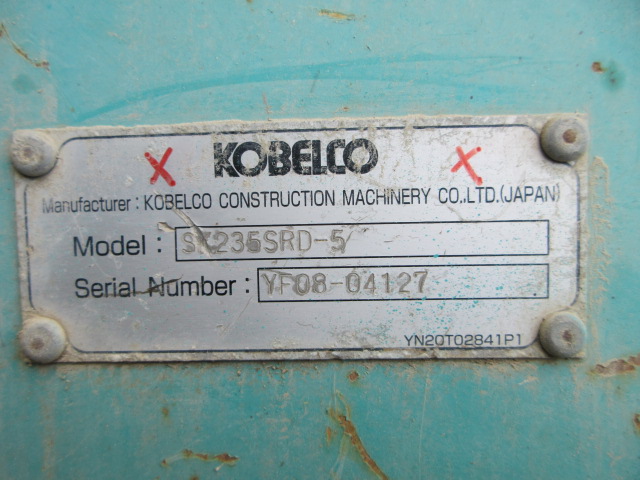 KOBELCO
Manufacturer : KOBELCO CONSTRUCTION MACHINERY CO.,LTD.(JAPAN)
Model : SK235SRD-5
Serial Number : YF08-04127
YN20T02841P1